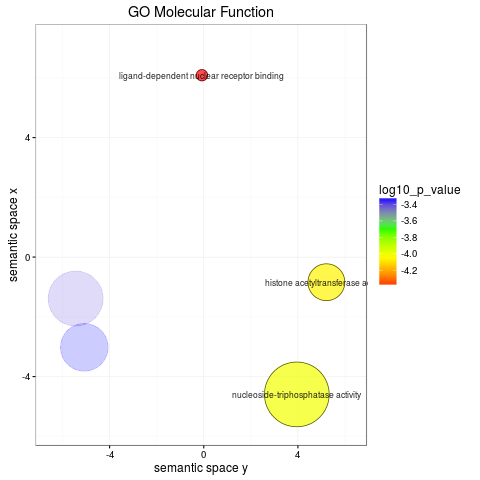 GO Molecular Function
ligand-dependent nuclear receptor binding
histone acetyltransferase a
nucleoside-triphosphatase activity
semantic space x
4
0
-4
-4
0
4
semantic space y
log10_p_value
-3.4
-3.6
-3.8
-4.0
-4.2